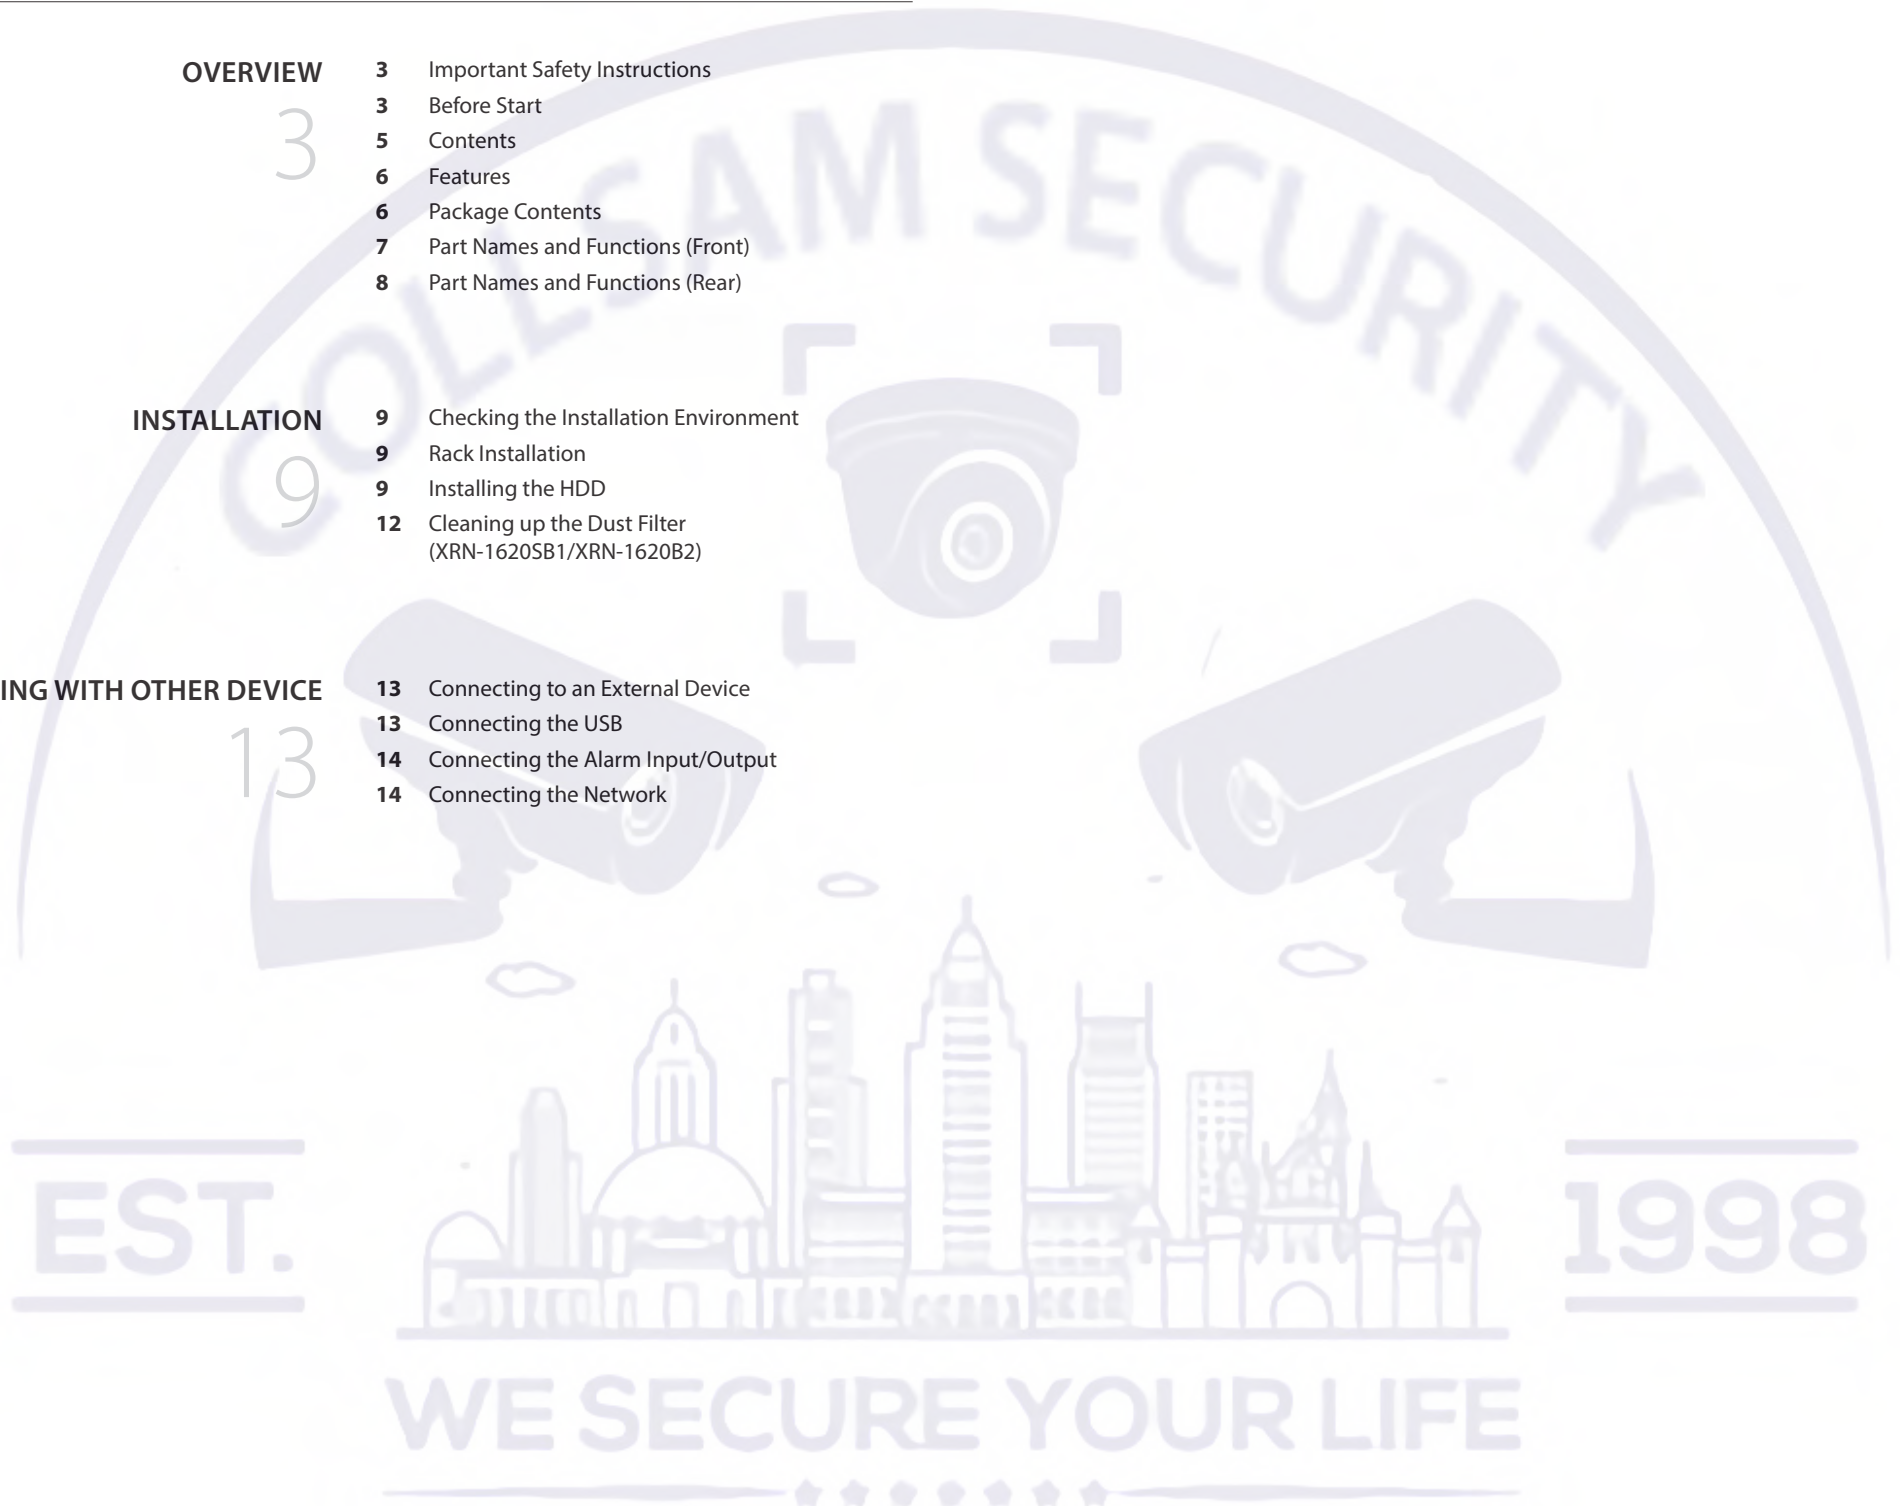 OVERVIEW
3
3 Important Safety Instructions
3 Before Start
5 Contents
6 Features
6 Package Contents
7 Part Names and Functions (Front)
8 Part Names and Functions (Rear)
INSTALLATION
9
9 Checking the Installation Environment
9 Rack Installation
9 Installing the HDD
12 Cleaning up the Dust Filter
(XRN-1620SB1/XRN-1620B2)
ING WITH OTHER DEVICE
13
13 Connecting to an External Device
13 Connecting the USB
14 Connecting the Alarm Input/Output
14 Connecting the Network
COLLSAM SECURITY
EST.
1998
WE SECURE YOUR LIFE